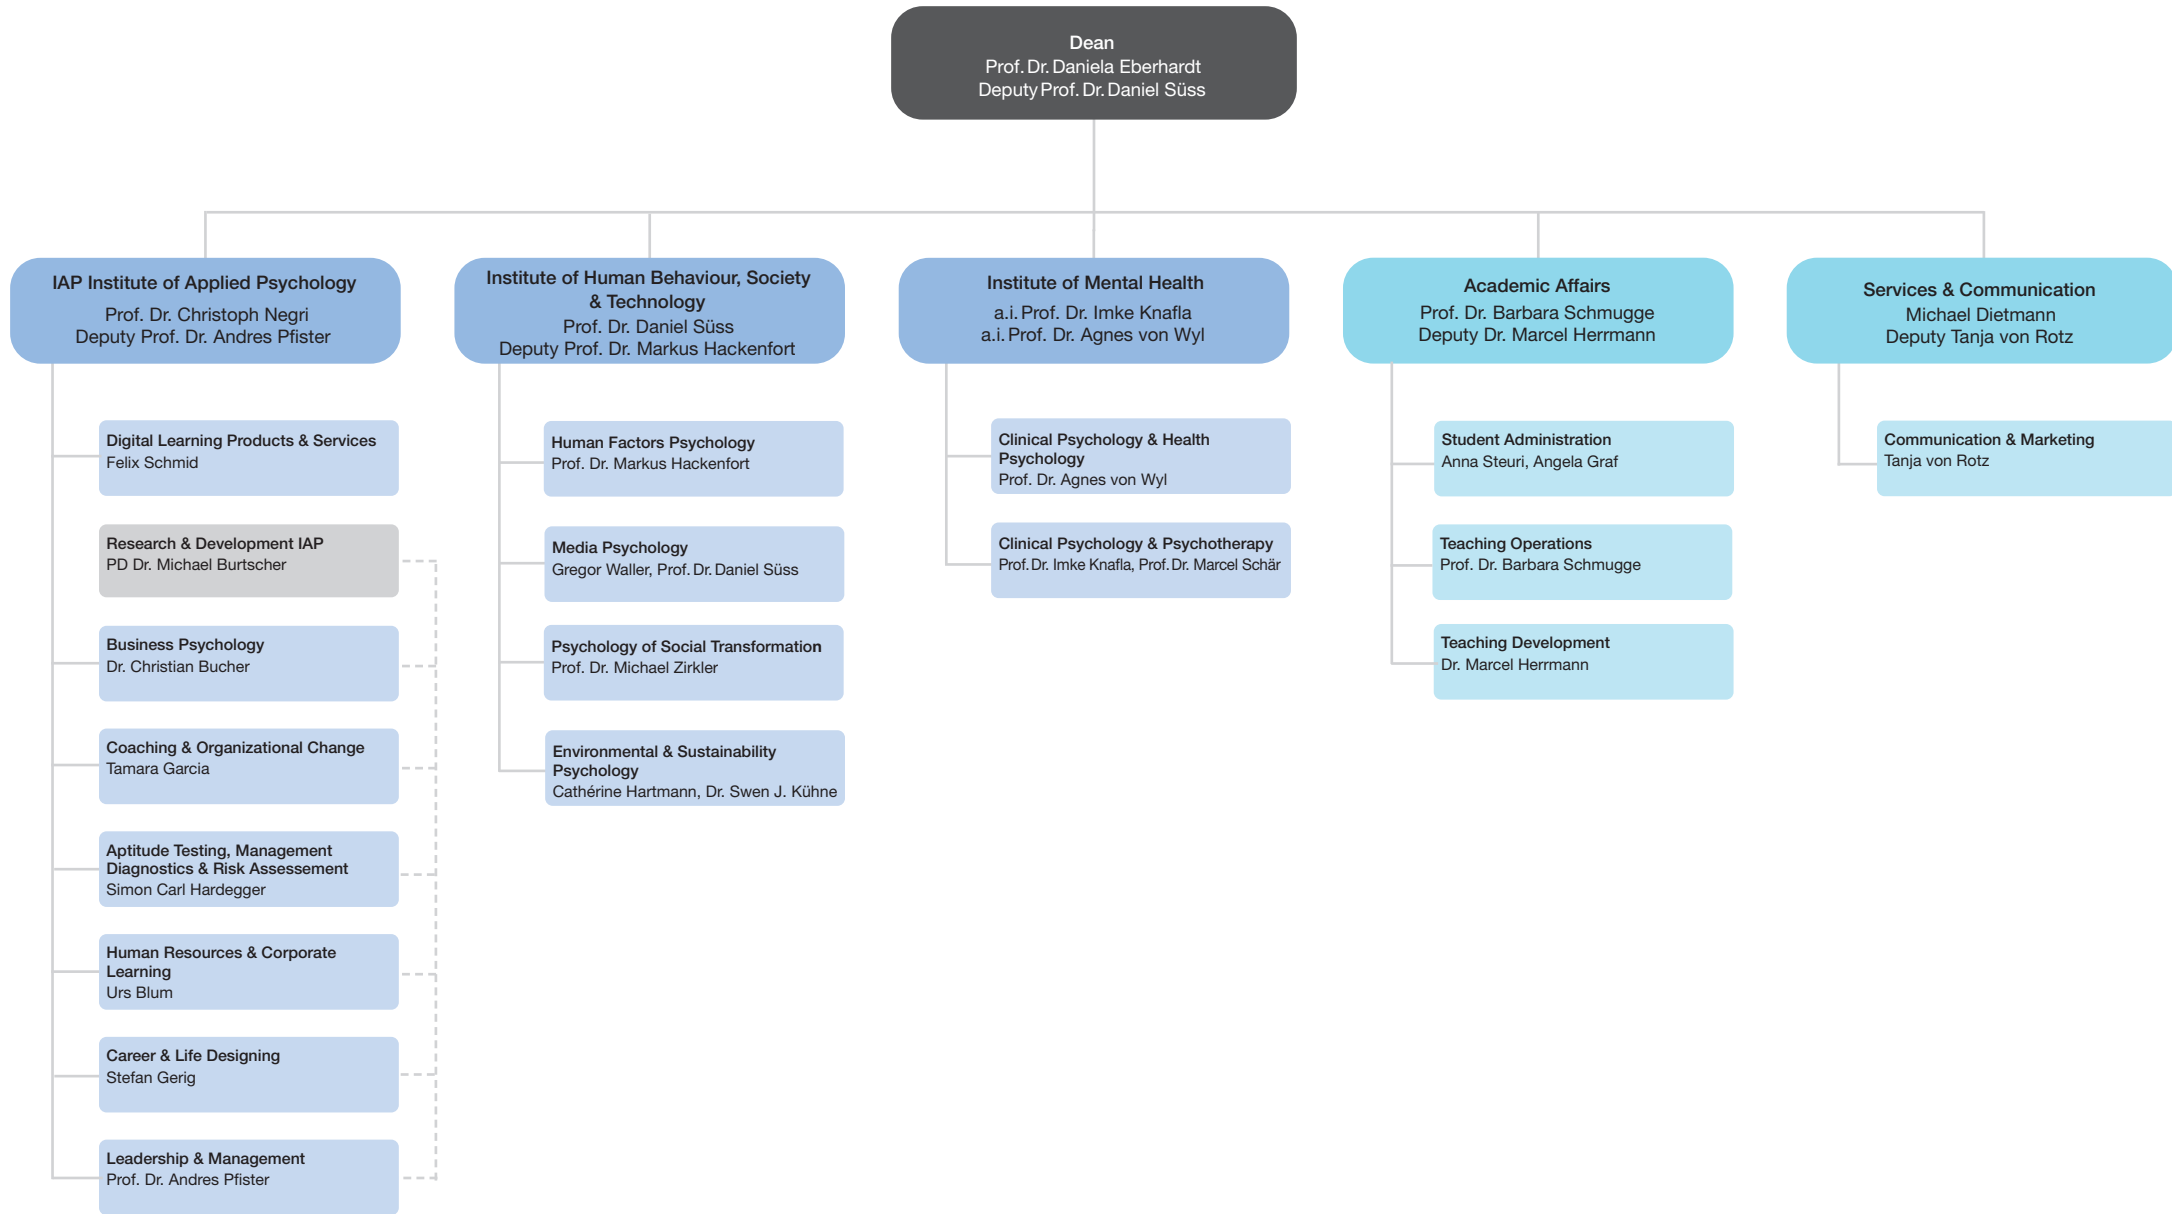 Dean
Prof. Dr. Daniela Eberhardt
Deputy Prof. Dr. Daniel Süss
IAP Institute of Applied Psychology
Prof. Dr. Christoph Negri
Deputy Prof. Dr. Andres Pfister
Digital Learning Products & Services
Felix Schmid
Research & Development IAP
PD Dr. Michael Burtscher
Business Psychology
Dr. Christian Bucher
Coaching & Organizational Change
Tamara Garcia
Aptitude Testing, Management
Diagnostics & Risk Assessement
Simon Carl Hardegger
Human Resources & Corporate
Learning
Urs Blum
Career & Life Designing
Stefan Gerig
Leadership & Management
Prof. Dr. Andres Pfister
Institute of Human Behaviour, Society
& Technology
Prof. Dr. Daniel Süss
Deputy Prof. Dr. Markus Hackenfort
Human Factors Psychology
Prof. Dr. Markus Hackenfort
Media Psychology
Gregor Waller, Prof. Dr. Daniel Süss
Psychology of Social Transformation
Prof. Dr. Michael Zirkler
Environmental & Sustainability
Psychology
Cathérine Hartmann, Dr. Swen J. Kühne
Institute of Mental Health
a.i. Prof. Dr. Imke Knafla
a.i. Prof. Dr. Agnes von Wyl
Clinical Psychology & Health
Psychology
Prof. Dr. Agnes von Wyl
Clinical Psychology & Psychotherapy
Prof. Dr. Imke Knafla, Prof. Dr. Marcel Schär
Academic Affairs
Prof. Dr. Barbara Schmugge
Deputy Dr. Marcel Herrmann
Student Administration
Anna Steuri, Angela Graf
Teaching Operations
Prof. Dr. Barbara Schmugge
Teaching Development
Dr. Marcel Herrmann
Services & Communication
Michael Dietmann
Deputy Tanja von Rotz
Communication & Marketing
Tanja von Rotz